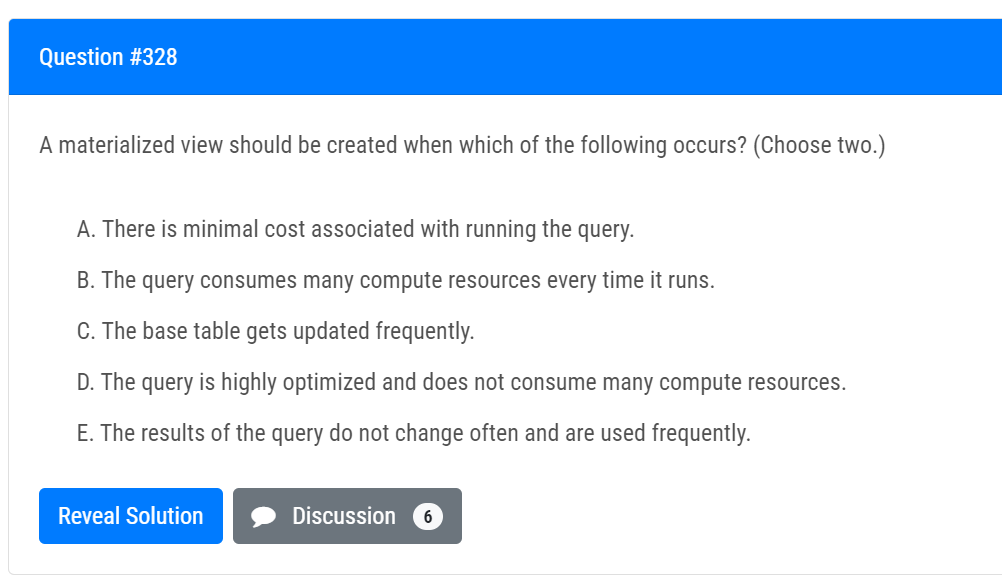 Question #328
A materialized view should be created when which of the following occurs? (Choose two.)
A. There is minimal cost associated with running the query.
B. The query consumes many compute resources every time it runs.
C. The base table gets updated frequently.
D. The query is highly optimized and does not consume many compute resources.
E. The results of the query do not change often and are used frequently.
Reveal Solution Discussion 6